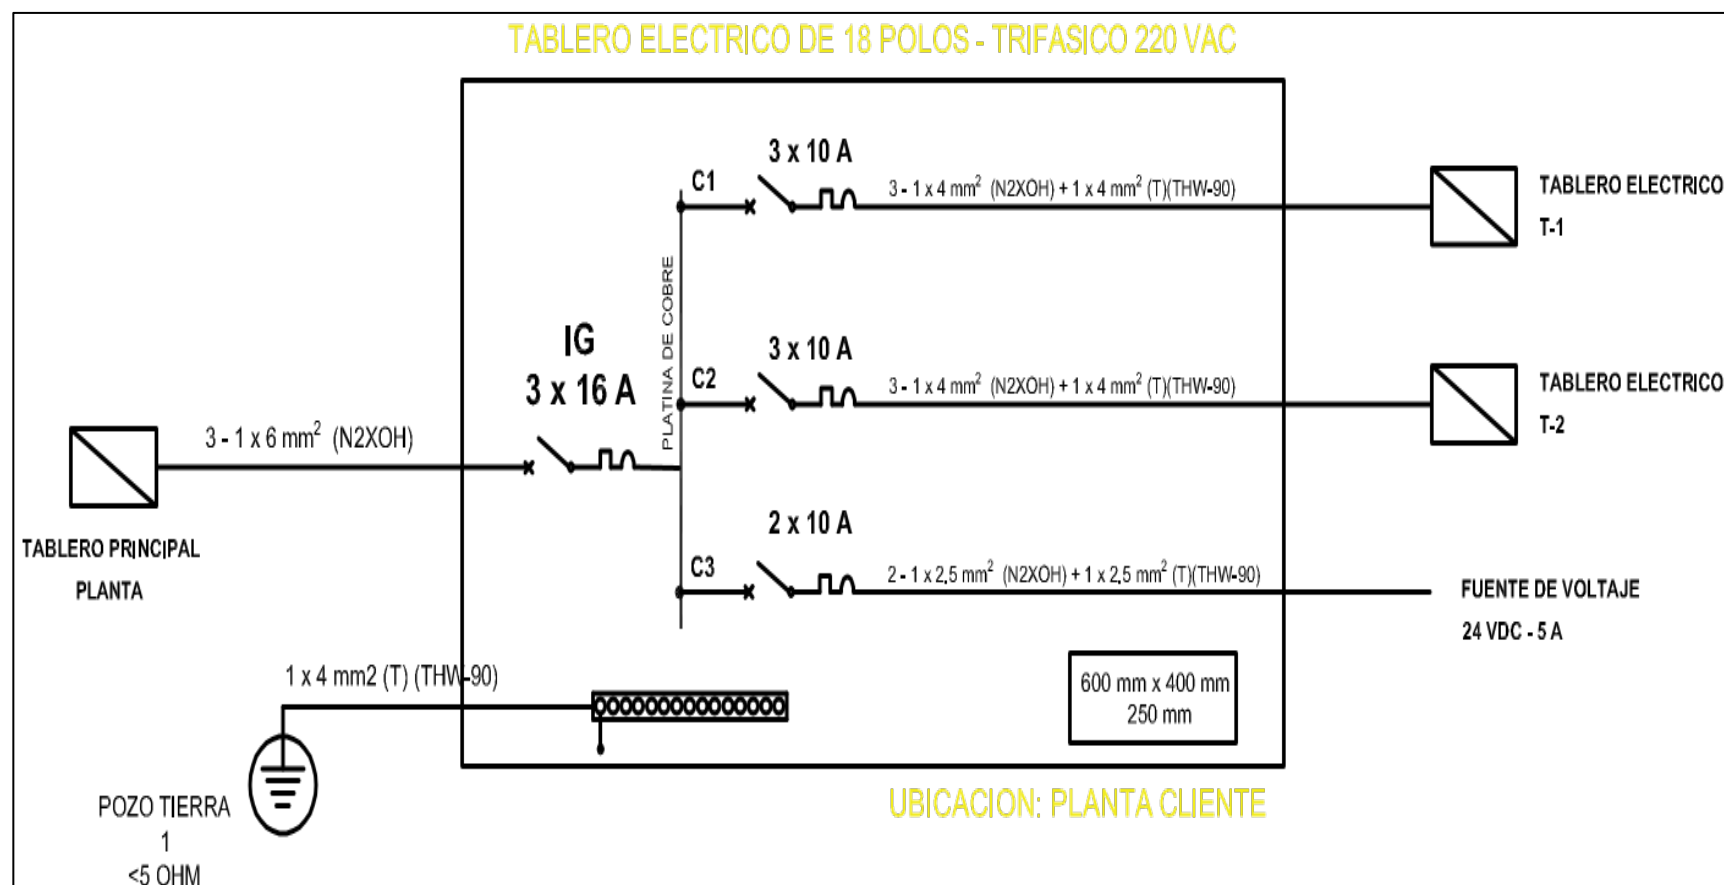 TABLERO ELECTRICO DE 18 POLOS - TRIFASICO 220 VAC
3 x 10 A
C1
3 - 1 x 4 mm² (N2XOH) + 1 x 4 mm² (T)(THW-90)
TABLERO ELECTRICO
T-1
PLATINA DE COBRE
IG
3 x 16 A
3 x 10 A
C2
3 - 1 x 4 mm² (N2XOH) + 1 x 4 mm² (T)(THW-90)
TABLERO ELECTRICO
T-2
3 - 1 x 6 mm² (N2XOH)
TABLERO PRINCIPAL
PLANTA
2 x 10 A
C3
2 - 1 x 2.5 mm² (N2XOH) + 1 x 2.5 mm² (T)(THW-90)
FUENTE DE VOLTAJE
24 VDC - 5 A
1 x 4 mm2 (T) (THW-90)
600 mm x 400 mm
250 mm
POZO TIERRA
1
<5 OHM
UBICACION: PLANTA CLIENTE